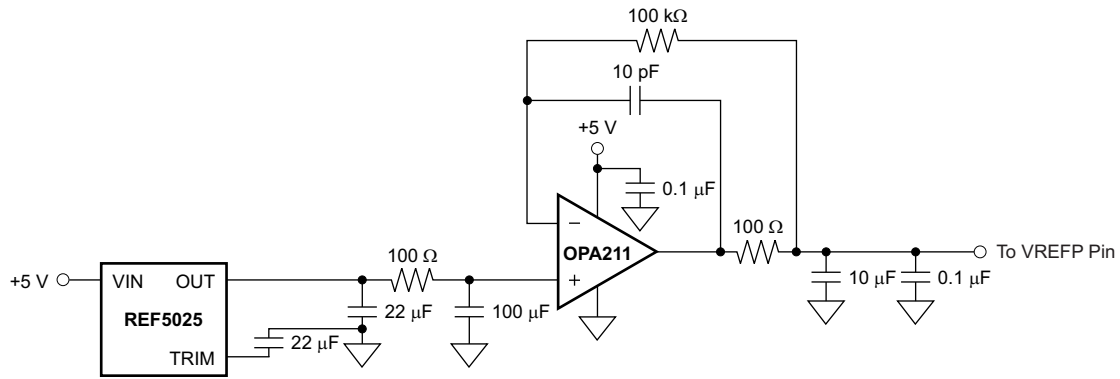 100 kΩ
10 pF
+5 V
0.1 μF
100 Ω
OPA211
To VREFP Pin
−
+
+5 V
VIN
OUT
100 Ω
10 μF
0.1 μF
REF5025
22 μF
100 μF
TRIM
22 μF